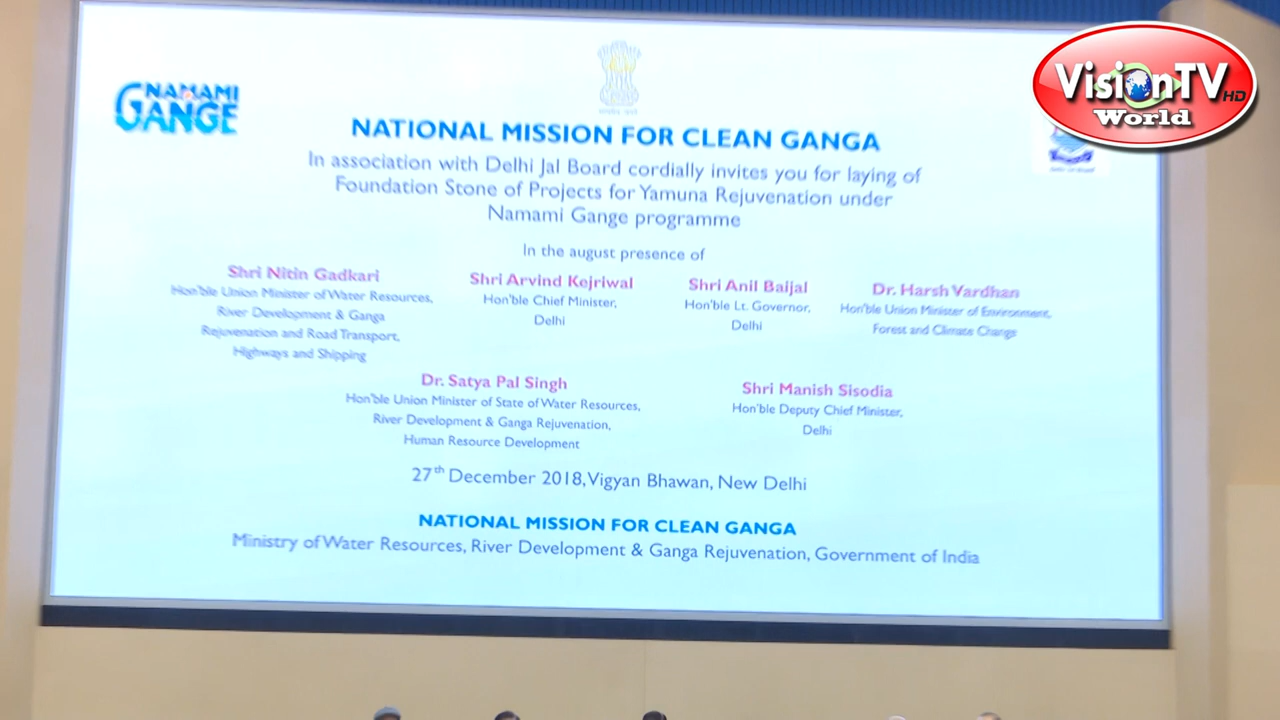 NAMAMI
GANGE
VisionTV HD
World
NATIONAL MISSION FOR CLEAN GANGA
In association with Delhi Jal Board cordially invites you for laying of
Foundation Stone of Projects for Yamuna Rejuvenation under
Namami Gange programme
In the august presence of
Shri Nitin Gadkari
Hon'ble Union Minister of Water Resources,
River Development & Ganga
Rejuvenation and Road Transport,
Highways and Shipping
Shri Arvind Kejriwal
Hon'ble Chief Minister,
Delhi
Shri Anil Baijal
Hon'ble Lt. Governor,
Delhi
Dr. Harsh Vardhan
Hon'ble Union Minister of Environment,
Forest and Climate Change
Dr. Satya Pal Singh
Hon'ble Union Minister of State of Water Resources,
River Development & Ganga Rejuvenation,
Human Resource Development
Shri Manish Sisodia
Hon'ble Deputy Chief Minister,
Delhi
27th December 2018, Vigyan Bhawan, New Delhi
NATIONAL MISSION FOR CLEAN GANGA
Ministry of Water Resources, River Development & Ganga Rejuvenation, Government of India